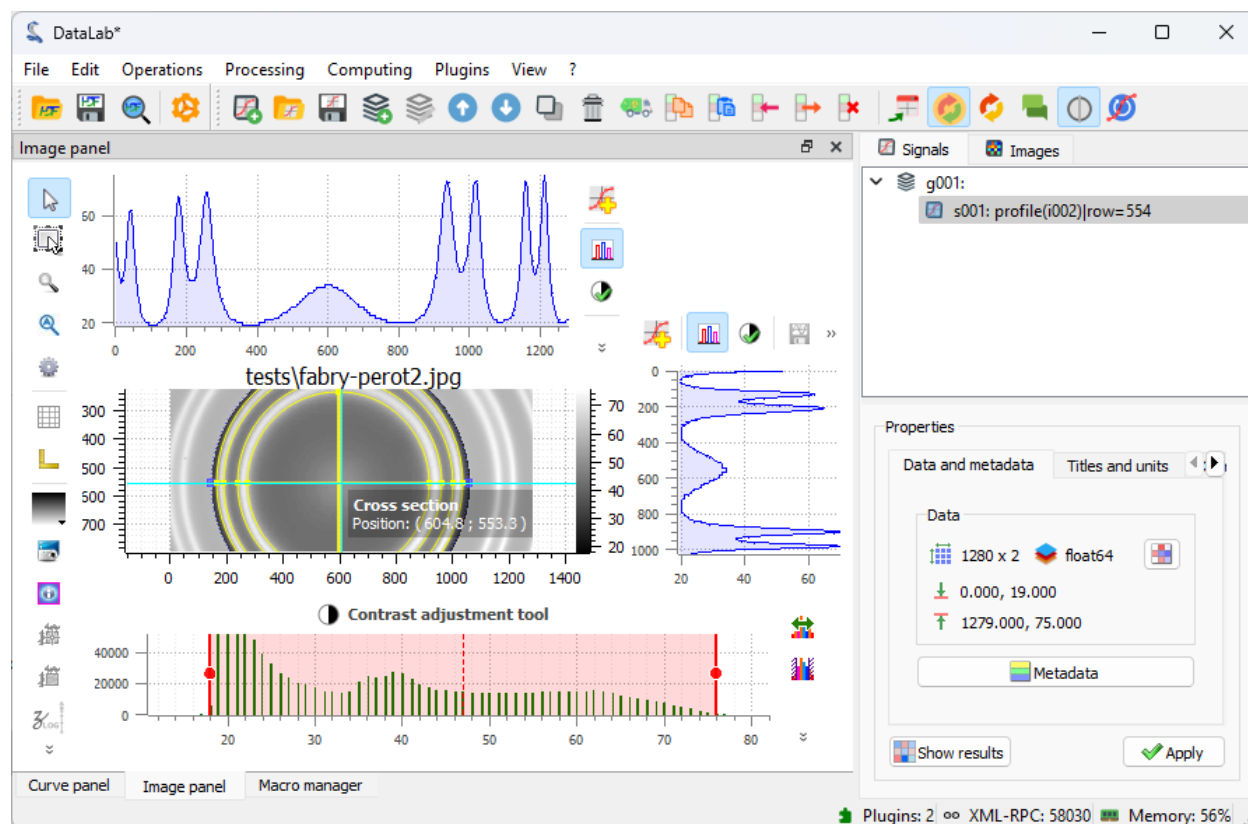 DataLab*
File Edit Operations Processing Computing Plugins View ?
Image panel
60
40
20
0 200 400 600 800 1000 1200
tests\fabry-perot2.jpg
300
400
500
600
700
0 200 400 600 800 1000 1200 1400
70
60
50
40
30
20
Cross section
Position: ( 604.8 ; 553.3 )
0
200
400
600
800
1000
20 40 60
Contrast adjustment tool
40000
20000
0
20 30 40 50 60 70 80
LOG
Curve panel Image panel Macro manager
Signals Images
g001:
s001: profile(i002)|row=554
Properties
Data and metadata Titles and units
Data
1280 x 2 float64
0.000, 19.000
1279.000, 75.000
Metadata
Show results Apply
Plugins: 2 XML-RPC: 58030 Memory: 56%